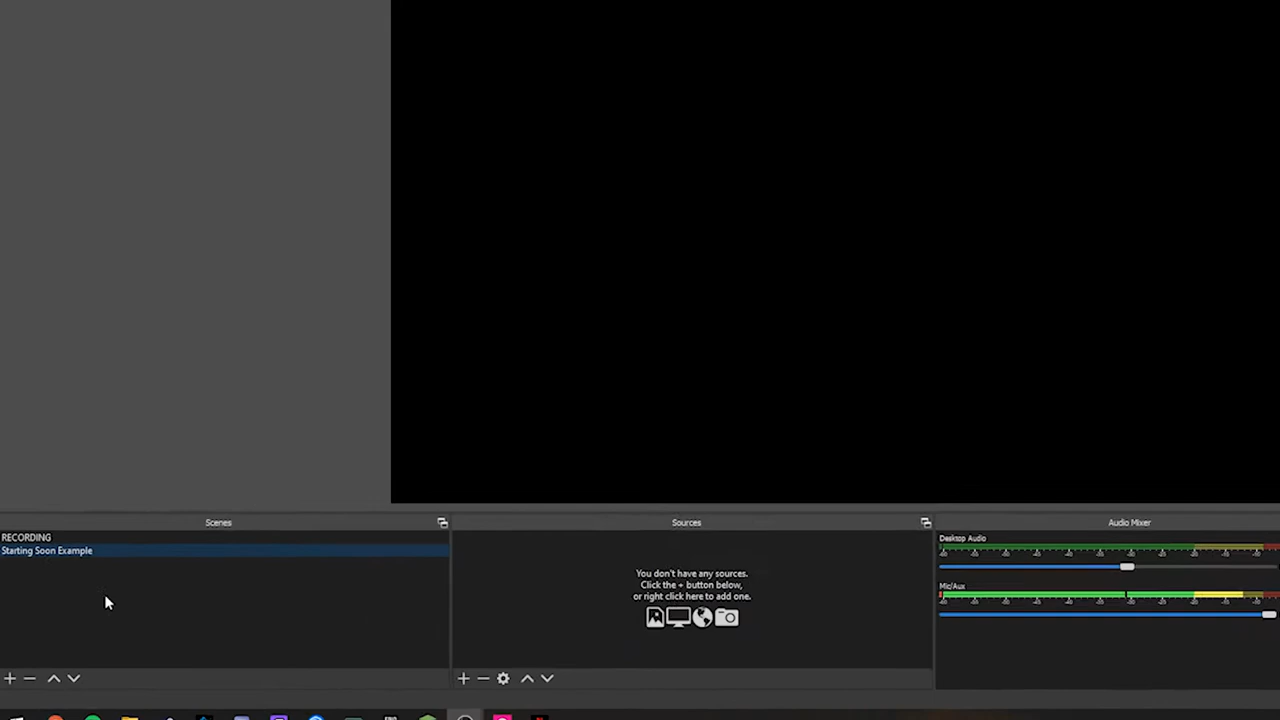 Scenes
Sources
Audio Mixer
RECORDING
Starting Soon Example
You don't have any sources.
Click the + button below,
or right click here to add one.
Desktop Audio
Mic/Aux